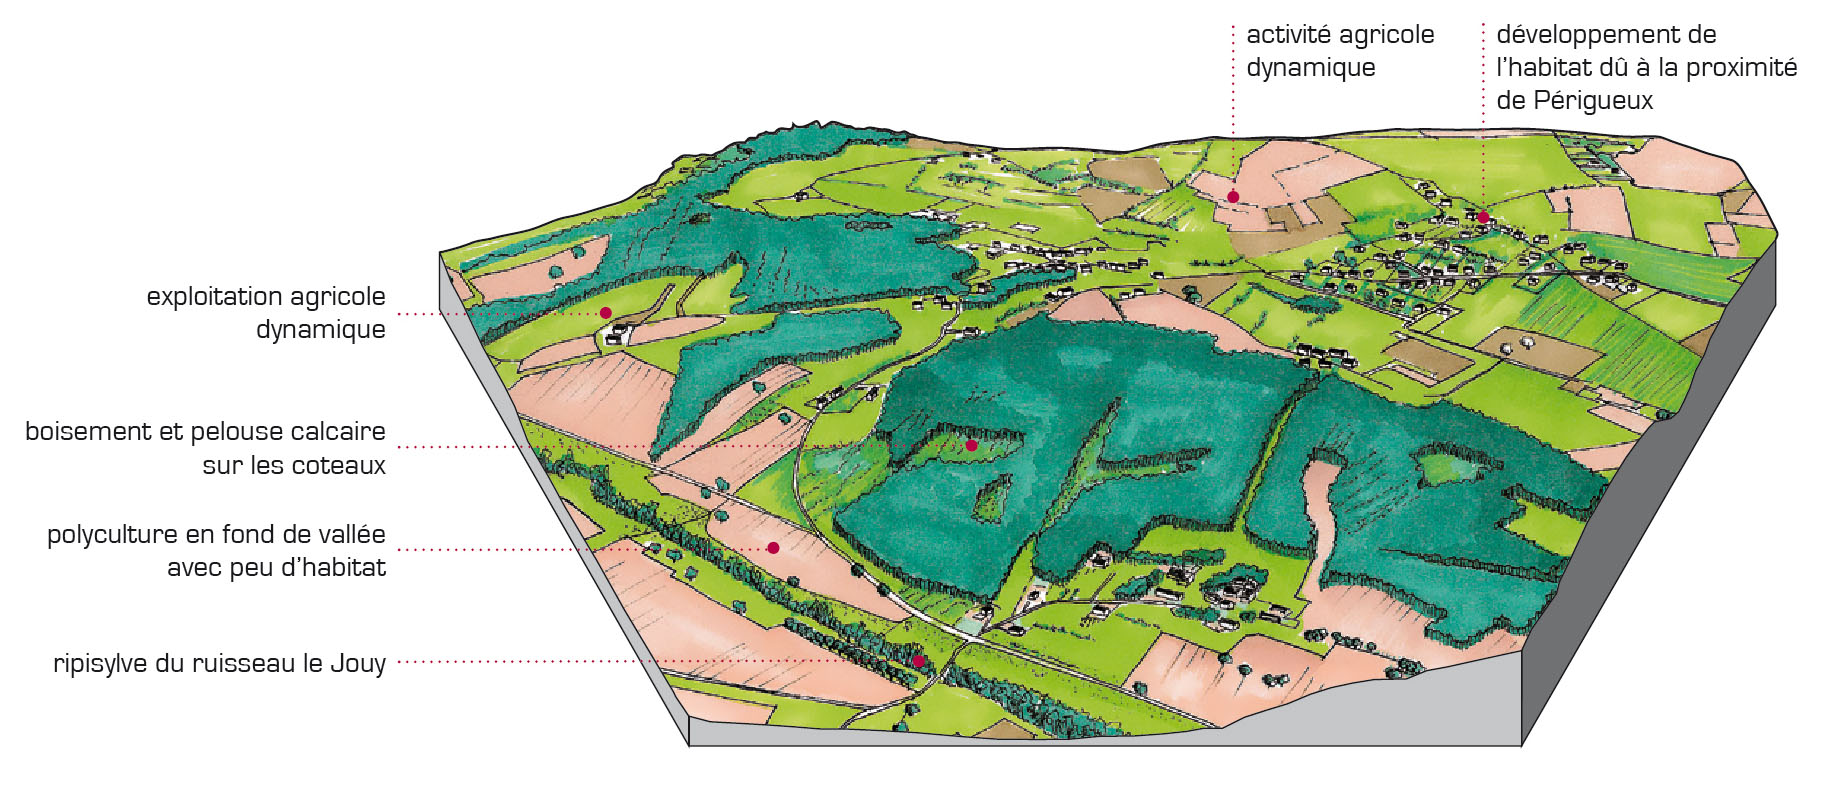 activité agricole
dynamique
développement de
l'habitat dû à la proximité
de Périgueux
exploitation agricole
dynamique
boisement et pelouse calcaire
sur les coteaux
polyculture en fond de vallée
avec peu d'habitat
ripisylve du ruisseau le Jouy